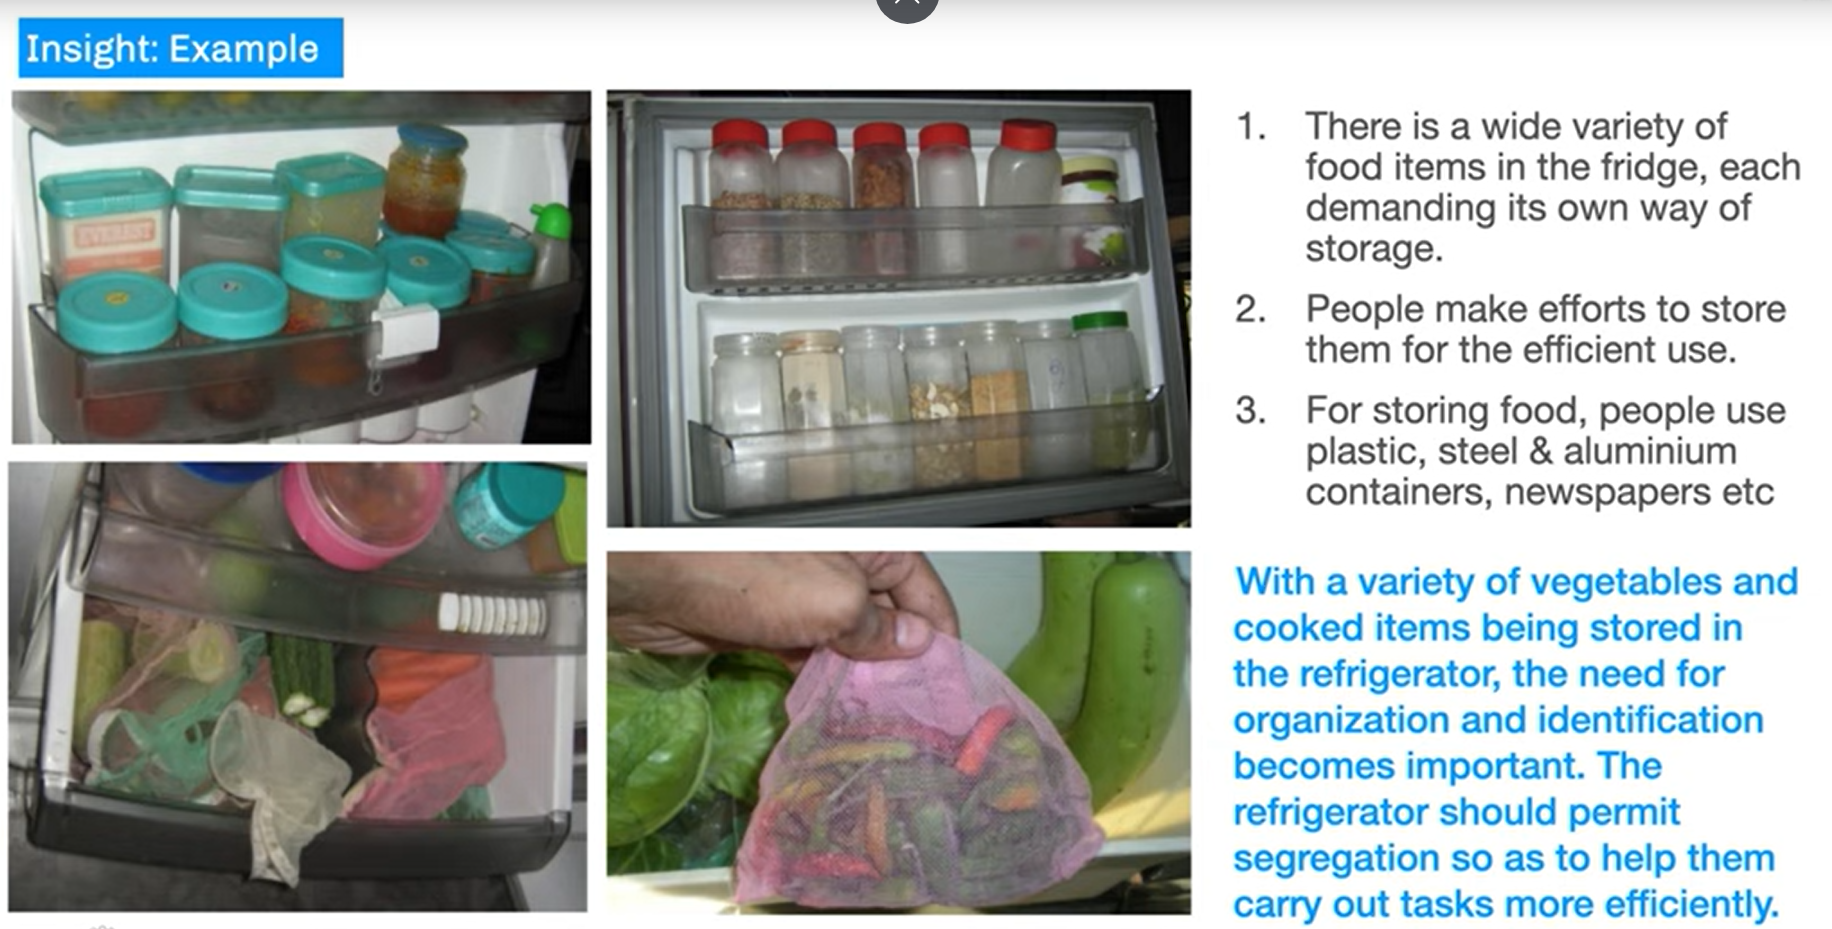 Insight: Example
EVEREST
1. There is a wide variety of
food items in the fridge, each
demanding its own way of
storage.
2. People make efforts to store
them for the efficient use.
3. For storing food, people use
plastic, steel & aluminium
containers, newspapers etc
With a variety of vegetables and
cooked items being stored in
the refrigerator, the need for
organization and identification
becomes important. The
refrigerator should permit
segregation so as to help them
carry out tasks more efficiently.